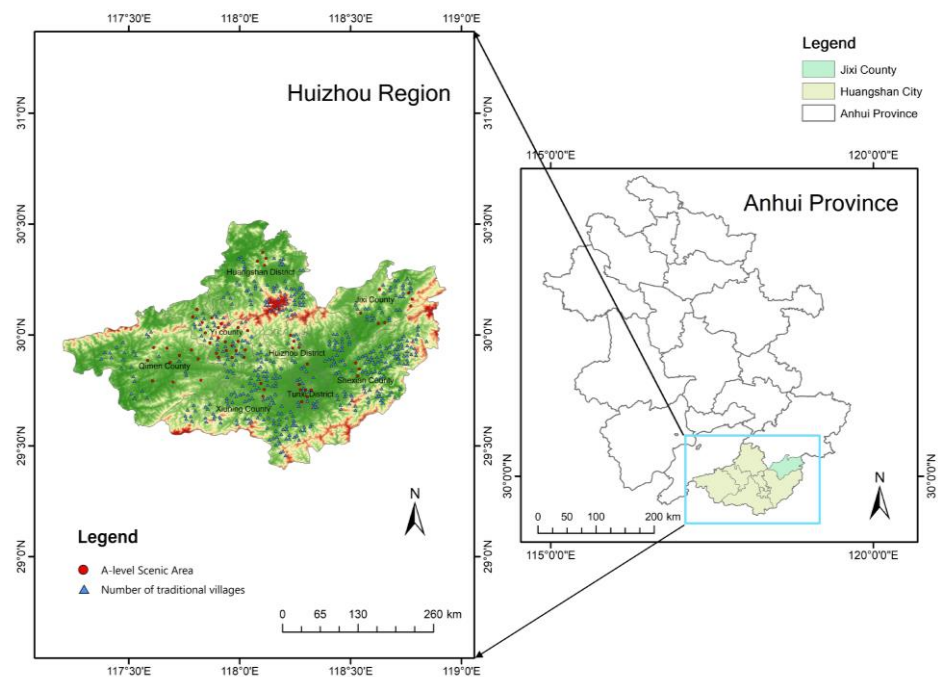 117°30'E
118°0'0"E
118°30'E
119°0'E
Huizhou Region
31°0'N
31°0'N
30°30'N
30°30'N
30°0'N
30°0'N
29°30'N
29°30'N
29°0'N
29°0'N
Huangshan District
Jixi County
Yi county
Huizhou District
Qimen County
Shexian County
Tunxi District
Xiuning County
N
Legend
A-level Scenic Area
Number of traditional villages
0 65 130 260 km
117°30'E
118°0'0"E
118°30'E
119°0'E
Legend
Jixi County
Huangshan City
Anhui Province
115°0'0"E
120°0'0"E
Anhui Province
30°0'0"N
30°0'0"N
N
0 50 100 200 km
115°0'0"E
120°0'0"E